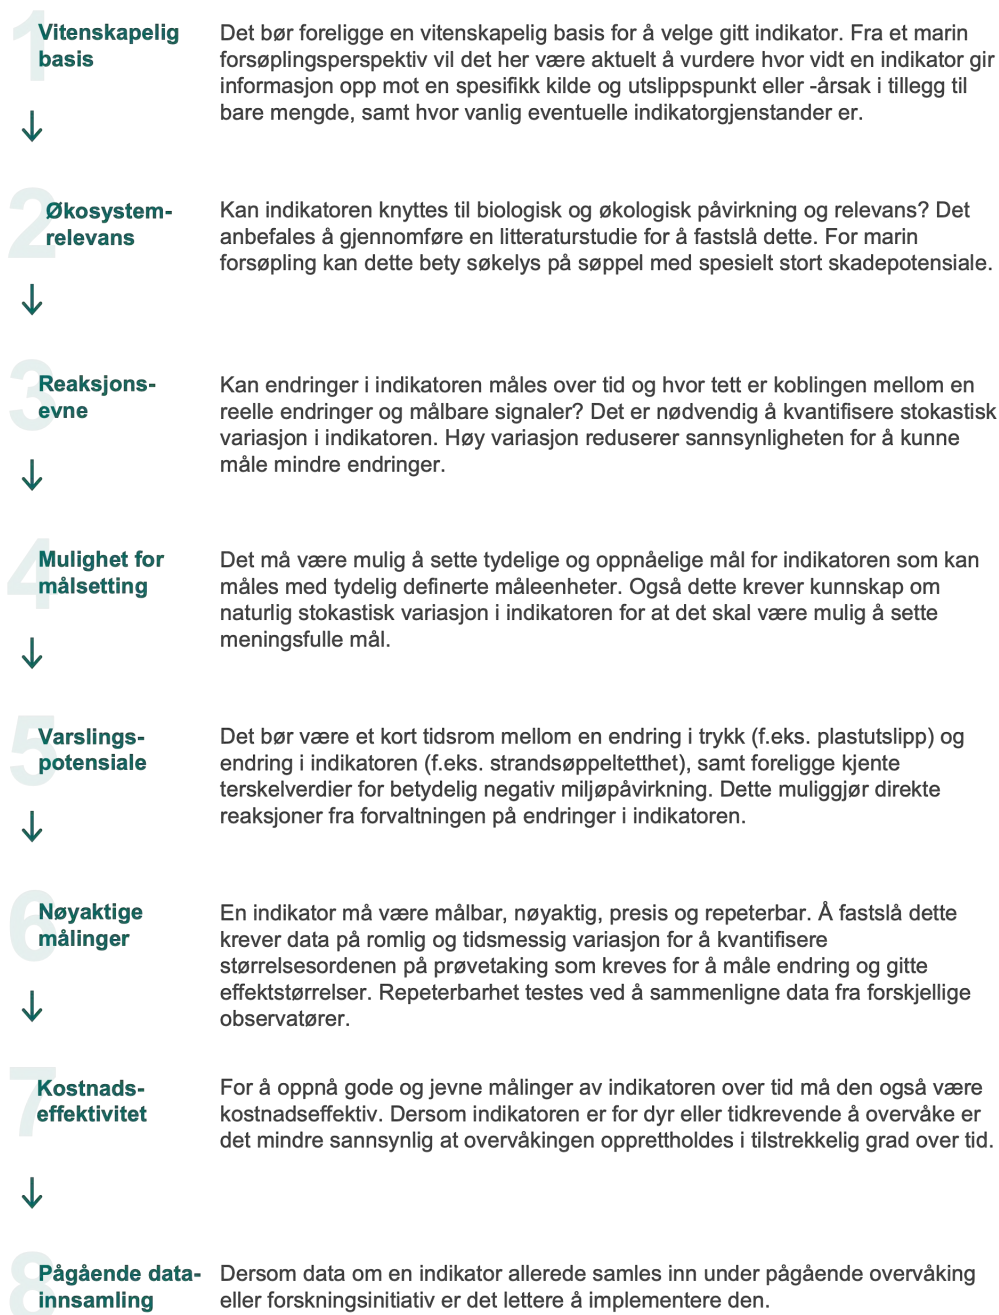 1
Vitenskapelig
basis
Det bør foreligge en vitenskapelig basis for å velge gitt indikator. Fra et marin
forsøplingsperspektiv vil det her være aktuelt å vurdere hvor vidt en indikator gir
informasjon opp mot en spesifikk kilde og utslippspunkt eller -årsak i tillegg til
bare mengde, samt hvor vanlig eventuelle indikatorgjenstander er.
↓
2
Økosystem-
relevans
Kan indikatoren knyttes til biologisk og økologisk påvirkning og relevans? Det
anbefales å gjennomføre en litteraturstudie for å fastslå dette. For marin
forsøpling kan dette bety søkelys på søppel med spesielt stort skadepotensiale.
↓
3
Reaksjons-
evne
Kan endringer i indikatoren måles over tid og hvor tett er koblingen mellom en
reelle endringer og målbare signaler? Det er nødvendig å kvantifisere stokastisk
variasjon i indikatoren. Høy variasjon reduserer sannsynligheten for å kunne
måle mindre endringer.
↓
4
Mulighet for
målsetting
Det må være mulig å sette tydelige og oppnåelige mål for indikatoren som kan
måles med tydelig definerte måleenheter. Også dette krever kunnskap om
naturlig stokastisk variasjon i indikatoren for at det skal være mulig å sette
meningsfulle mål.
↓
5
Varslings-
potensiale
Det bør være et kort tidsrom mellom en endring i trykk (f.eks. plastutslipp) og
endring i indikatoren (f.eks. strandsøppeltetthet), samt foreligge kjente
terskelverdier for betydelig negativ miljøpåvirkning. Dette muliggjør direkte
reaksjoner fra forvaltningen på endringer i indikatoren.
↓
6
Nøyaktige
målinger
En indikator må være målbar, nøyaktig, presis og repeterbar. Å fastslå dette
krever data på romlig og tidsmessig variasjon for å kvantifisere
størrelsesordenen på prøvetaking som kreves for å måle endring og gitte
effektstørrelser. Repeterbarhet testes ved å sammenligne data fra forskjellige
observatører.
↓
7
Kostnads-
effektivitet
For å oppnå gode og jevne målinger av indikatoren over tid må den også være
kostnadseffektiv. Dersom indikatoren er for dyr eller tidkrevende å overvåke er
det mindre sannsynlig at overvåkingen opprettholdes i tilstrekkelig grad over tid.
↓
8
Pågående data-
innsamling
Dersom data om en indikator allerede samles inn under pågående overvåking
eller forskningsinitiativ er det lettere å implementere den.